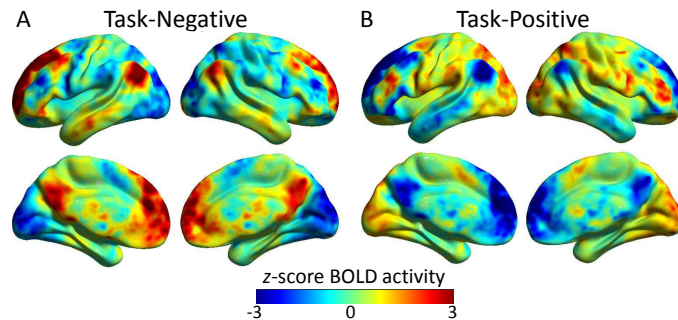 A Task-Negative
B Task-Positive
z-score BOLD activity
-3 0 3